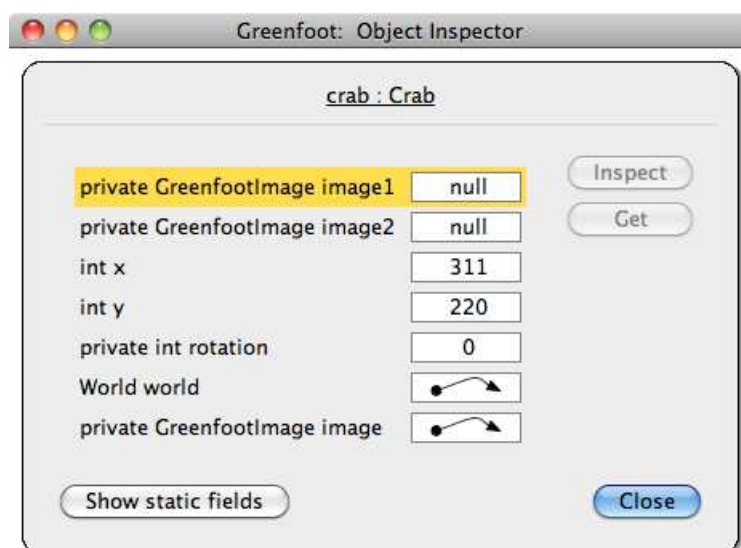 Greenfoot: Object Inspector
crab : Crab
private GreenfootImage image1 null
Inspect
private GreenfootImage image2 null
Get
int x 311
int y 220
private int rotation 0
World world
private GreenfootImage image
Show static fields
Close